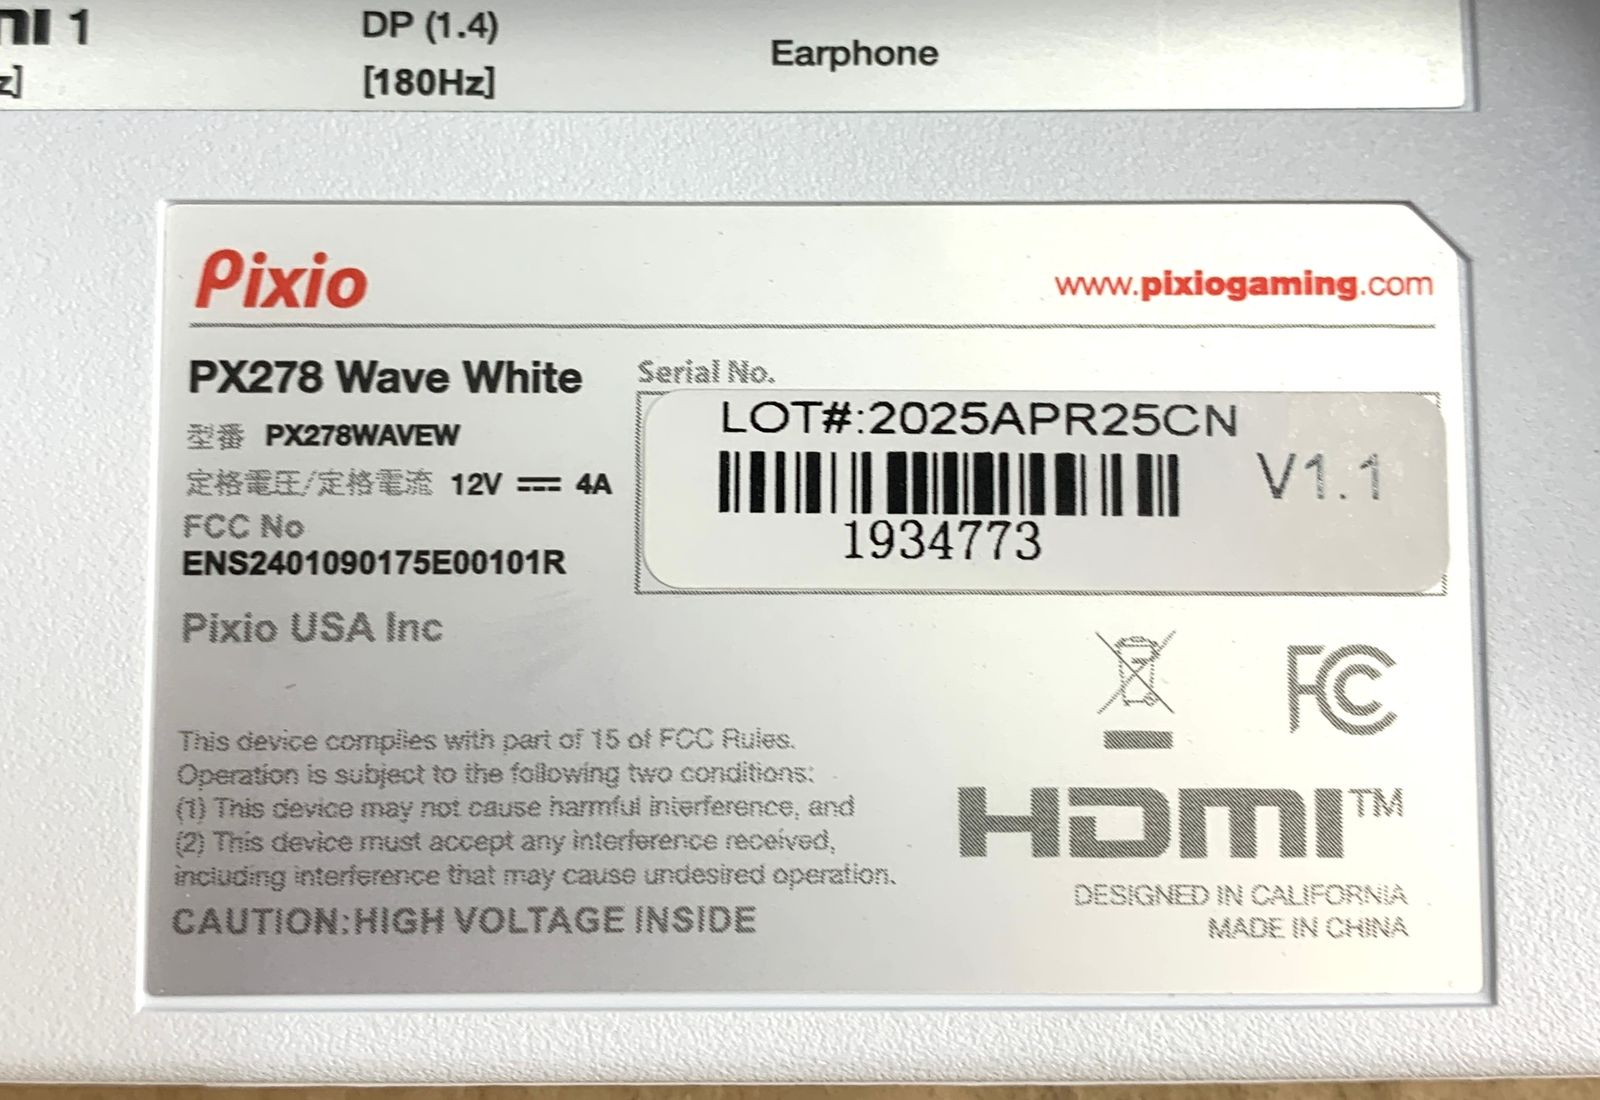 1
DP (1.4)
[180Hz]
Earphone
Pixio
www.pixiogaming.com
PX278 Wave White
型番 PX278WAVEW
定格電圧/定格電流 12V ⎓ 4A
FCC No
ENS2401090175E00101R
Pixio USA Inc
Serial No.
LOT#:2025APR25CN
V1.1
1934773
This device complies with part of 15 of FCC Rules.
Operation is subject to the following two conditions:
(1) This device may not cause harmful interference, and
(2) This device must accept any interference received,
including interference that may cause undesired operation.
CAUTION:HIGH VOLTAGE INSIDE
FC
HDMI™
DESIGNED IN CALIFORNIA
MADE IN CHINA